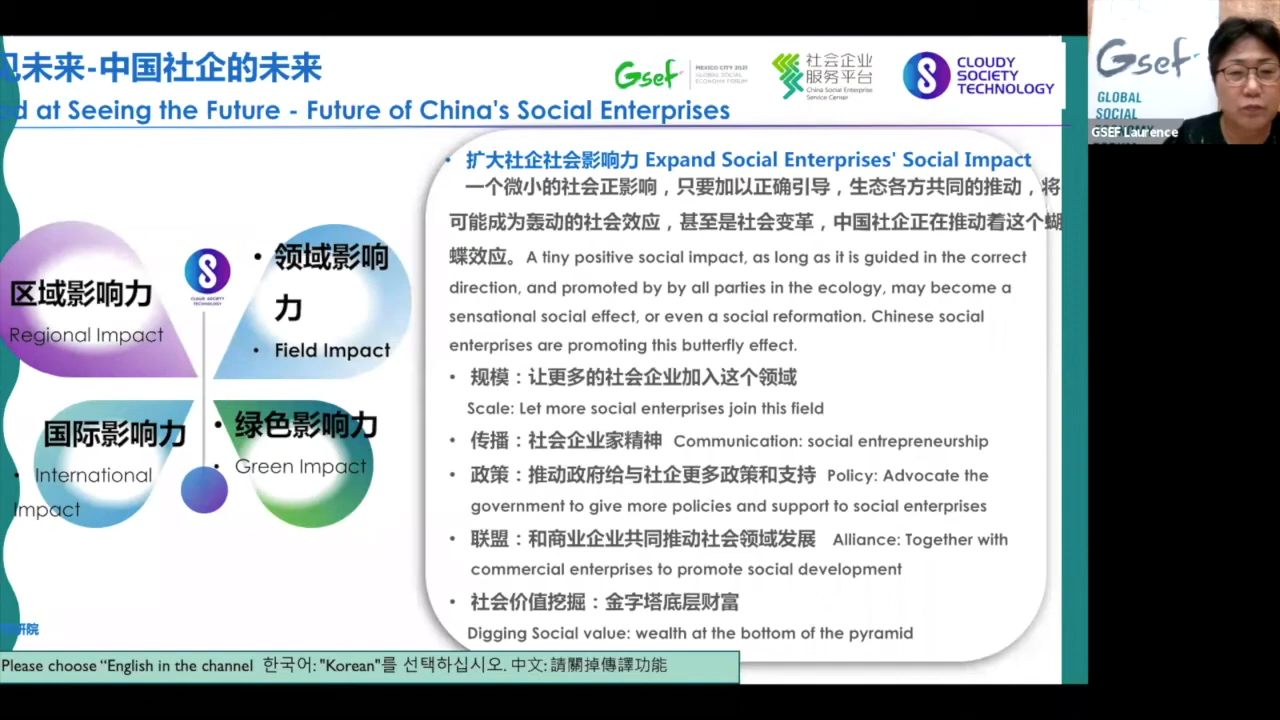 见未来-中国社企的未来
at Seeing the Future - Future of China's Social Enterprises
Gsef
MEXICO CITY 2021
GLOBAL SOCIAL
ECONOMY FORUM
社会企业
服务平台
China Social Enterprise
Service Center
CLOUDY
SOCIETY
TECHNOLOGY
Gsef
GLOBAL
SOCIAL
GSEF Laurence
区域影响力
Regional Impact
CLOUDY SOCIETY
TECHNOLOGY
• 领域影响
力
• Field Impact
国际影响力
• International
Impact
• 绿色影响力
• Green Impact
• 扩大社企社会影响力 Expand Social Enterprises' Social Impact
一个微小的社会正影响，只要加以正确引导，生态各方共同的推动，将
可能成为轰动的社会效应，甚至是社会变革，中国社企正在推动着这个蝴
蝶效应。A tiny positive social impact, as long as it is guided in the correct
direction, and promoted by by all parties in the ecology, may become a
sensational social effect, or even a social reformation. Chinese social
enterprises are promoting this butterfly effect.
• 规模：让更多的社会企业加入这个领域
Scale: Let more social enterprises join this field
• 传播：社会企业家精神 Communication: social entrepreneurship
• 政策：推动政府给与社企更多政策和支持 Policy: Advocate the
government to give more policies and support to social enterprises
• 联盟：和商业企业共同推动社会领域发展 Alliance: Together with
commercial enterprises to promote social development
• 社会价值挖掘：金字塔底层财富
Digging Social value: wealth at the bottom of the pyramid
研院
Please choose “English in the channel 한국어: "Korean"를 선택하십시오. 中文: 請關掉傳譯功能